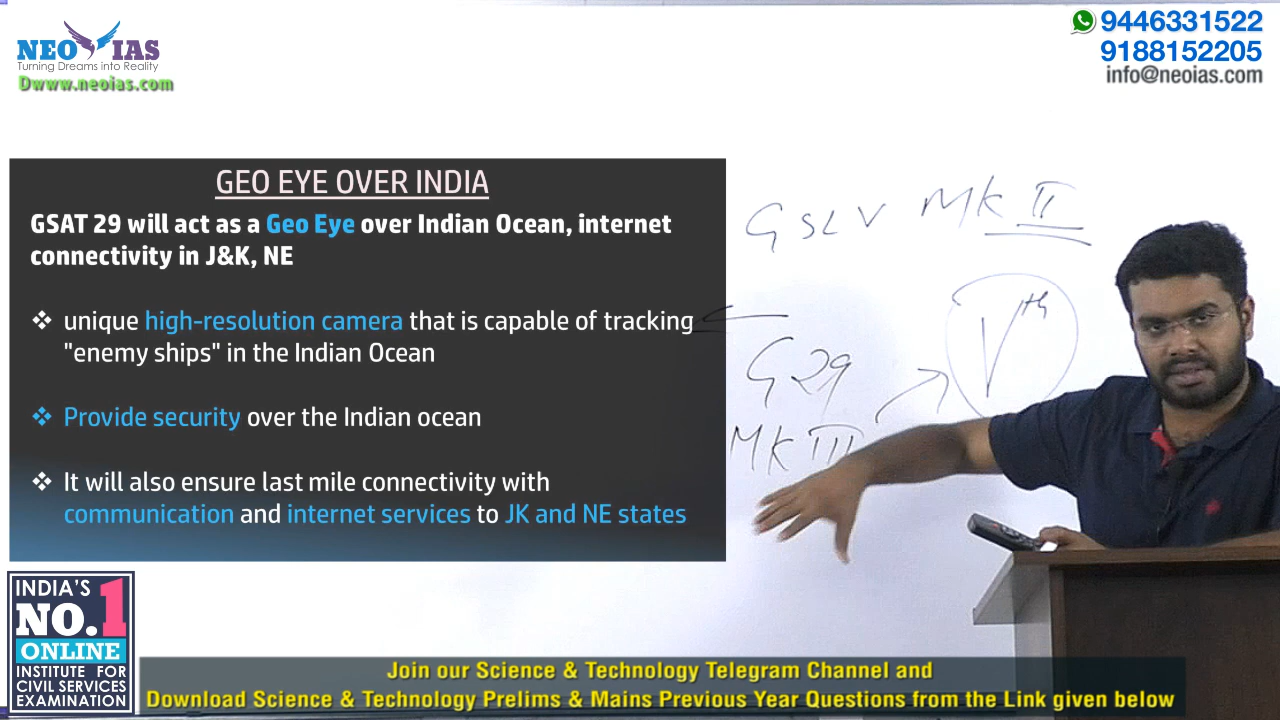 NEO IAS
Turning Dreams into Reality
Dwww.neoias.com
9446331522
9188152205
info@neoias.com
GEO EYE OVER INDIA
GSAT 29 will act as a Geo Eye over Indian Ocean, internet
connectivity in J&K, NE
❖ unique high-resolution camera that is capable of tracking
"enemy ships" in the Indian Ocean
❖ Provide security over the Indian ocean
❖ It will also ensure last mile connectivity with
communication and internet services to JK and NE states
GSLV MK II
Vth
G29
MK III
INDIA'S
NO.1
ONLINE
INSTITUTE FOR
CIVIL SERVICES
EXAMINATION
Join our Science & Technology Telegram Channel and
Download Science & Technology Prelims & Mains Previous Year Questions from the Link given below